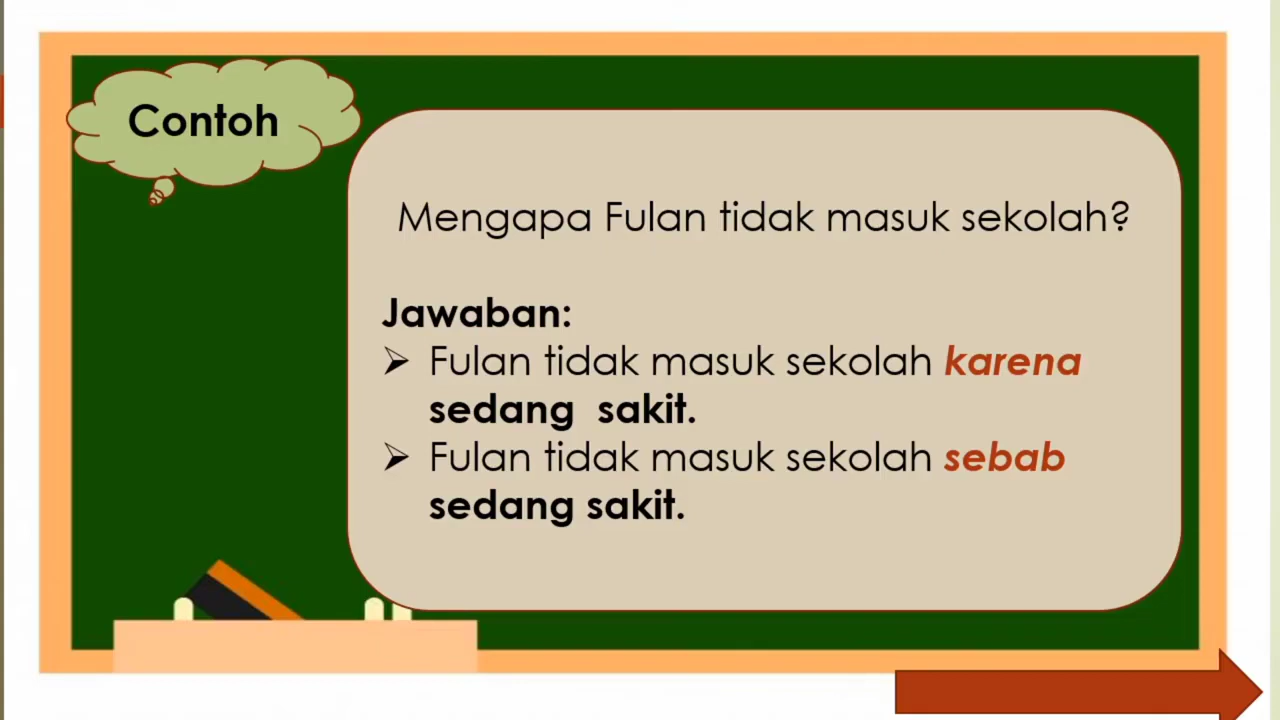 Contoh
Mengapa Fulan tidak masuk sekolah?
Jawaban:
➢ Fulan tidak masuk sekolah karena
sedang sakit.
➢ Fulan tidak masuk sekolah sebab
sedang sakit.